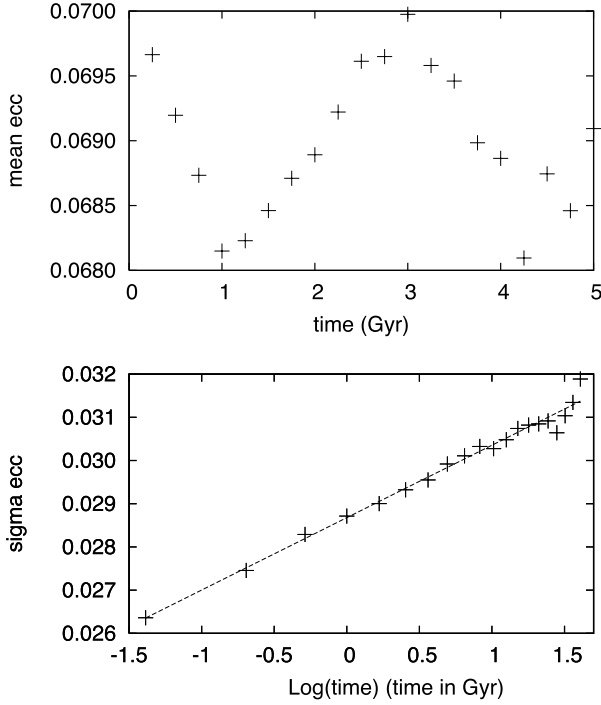 0.0700
0.0695
0.0690
0.0685
0.0680
mean ecc
0 1 2 3 4 5
time (Gyr)
0.032
0.031
0.030
0.029
0.028
0.027
0.026
sigma ecc
-1.5 -1 -0.5 0 0.5 1 1.5
Log(time) (time in Gyr)